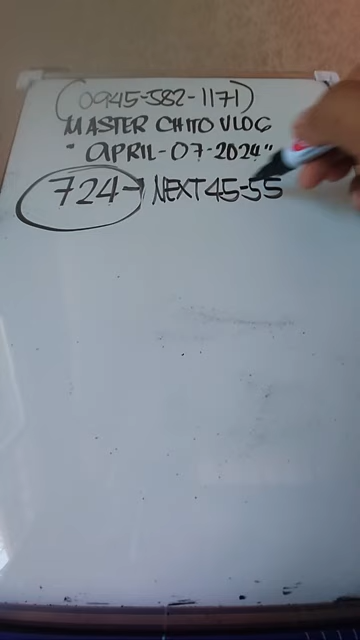 (0945-582-1171)
MASTER CHITO VLOG
"APRIL-07-2024"
724→ NEXT 45-55